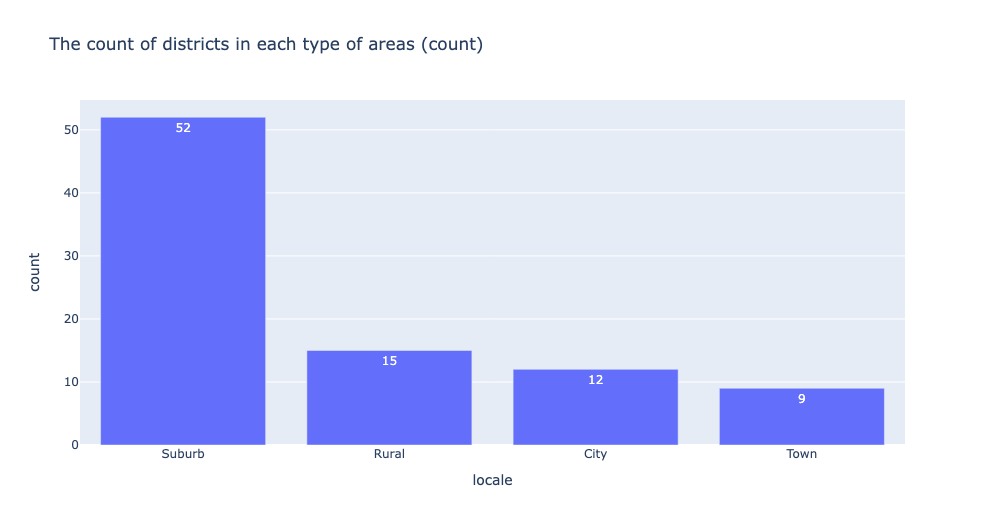 The count of districts in each type of areas (count)
count
50
40
30
20
10
0
52
15
12
9
Suburb
Rural
City
Town
locale